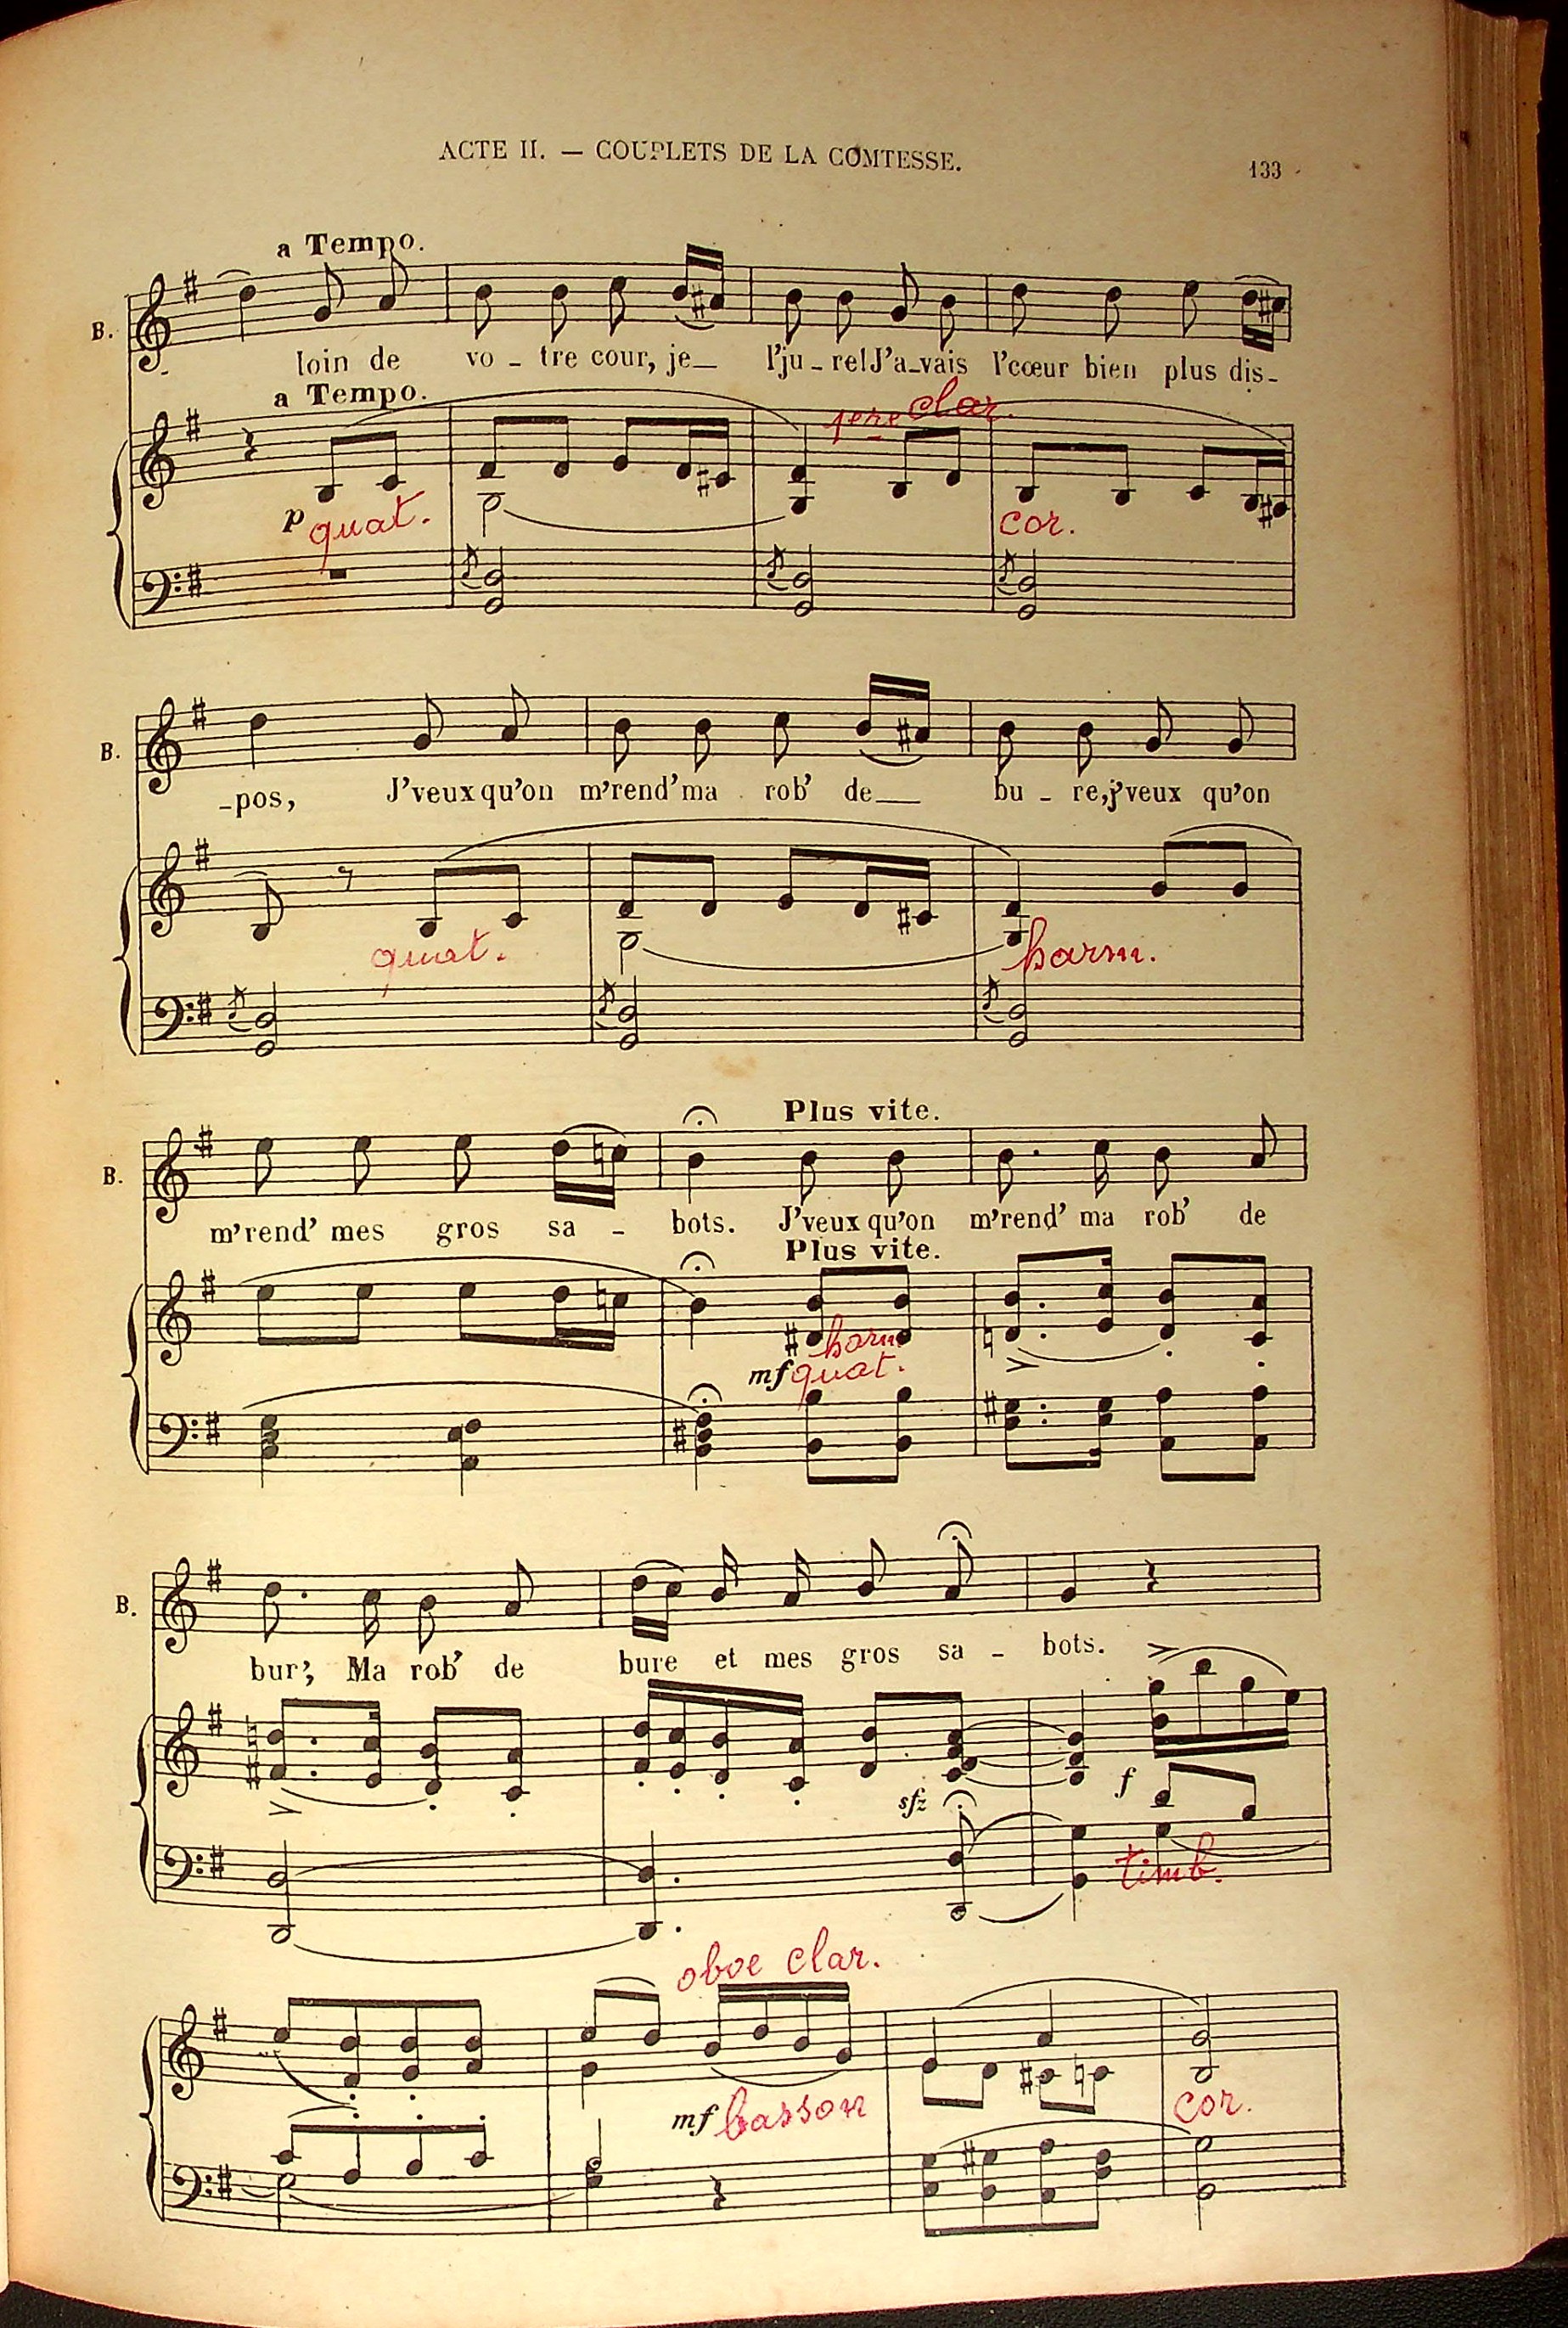 ACTE II. — COUPLETS DE LA COMTESSE.
133
a Tempo.
B.
loin de vo - tre cour, je— l'ju - re! J'a - vais l'cœur bien plus dis-
a Tempo.
1ere clar.
p quat.
cor.
B.
-pos, J'veux qu'on m'rend' ma rob' de— bu - re, j'veux qu'on
quat.
harm.
Plus vite.
B.
m'rend' mes gros sa - bots. J'veux qu'on m'rend' ma rob' de
Plus vite.
harm
mf quat.
B.
bur', Ma rob' de bure et mes gros sa - bots.
sfz
f
timb.
oboe clar.
mf basson
cor.